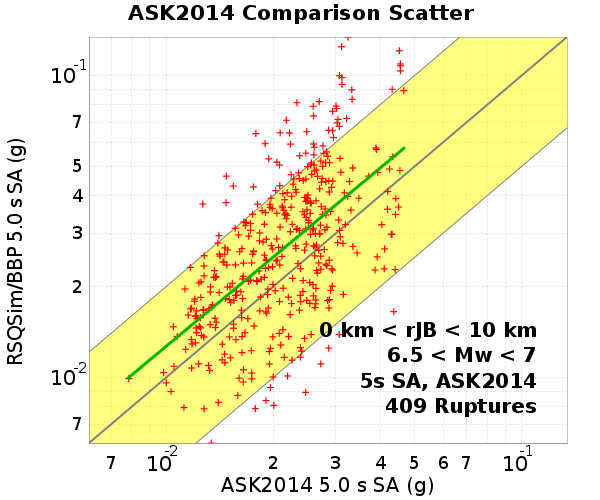 ASK2014 Comparison Scatter
RSQSim/BBP 5.0 s SA (g)
10-1
7
5
4
3
2
10-2
7
0 km < rJB < 10 km
6.5 < Mw < 7
5s SA, ASK2014
409 Ruptures
7 10-2 2 3 4 5 6 7 10-1
ASK2014 5.0 s SA (g)